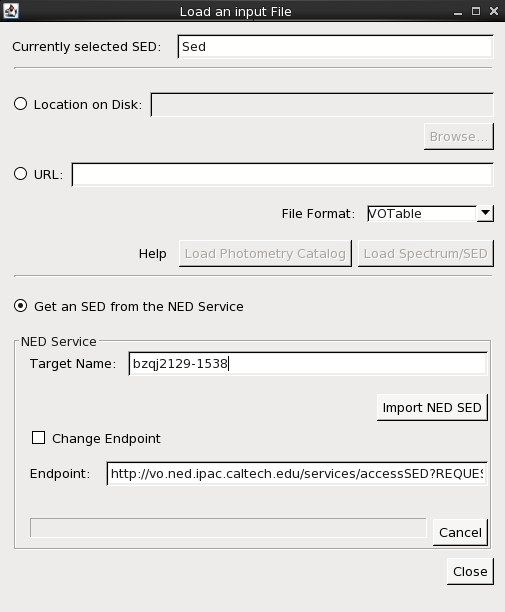 Load an input File
Currently selected SED: Sed
Location on Disk:
Browse...
URL:
File Format: VOTable
Help Load Photometry Catalog Load Spectrum/SED
Get an SED from the NED Service
NED Service
Target Name: bzqj2129-1538
Import NED SED
Change Endpoint
Endpoint: http://vo.ned.ipac.caltech.edu/services/accessSED?REQUES
Cancel
Close